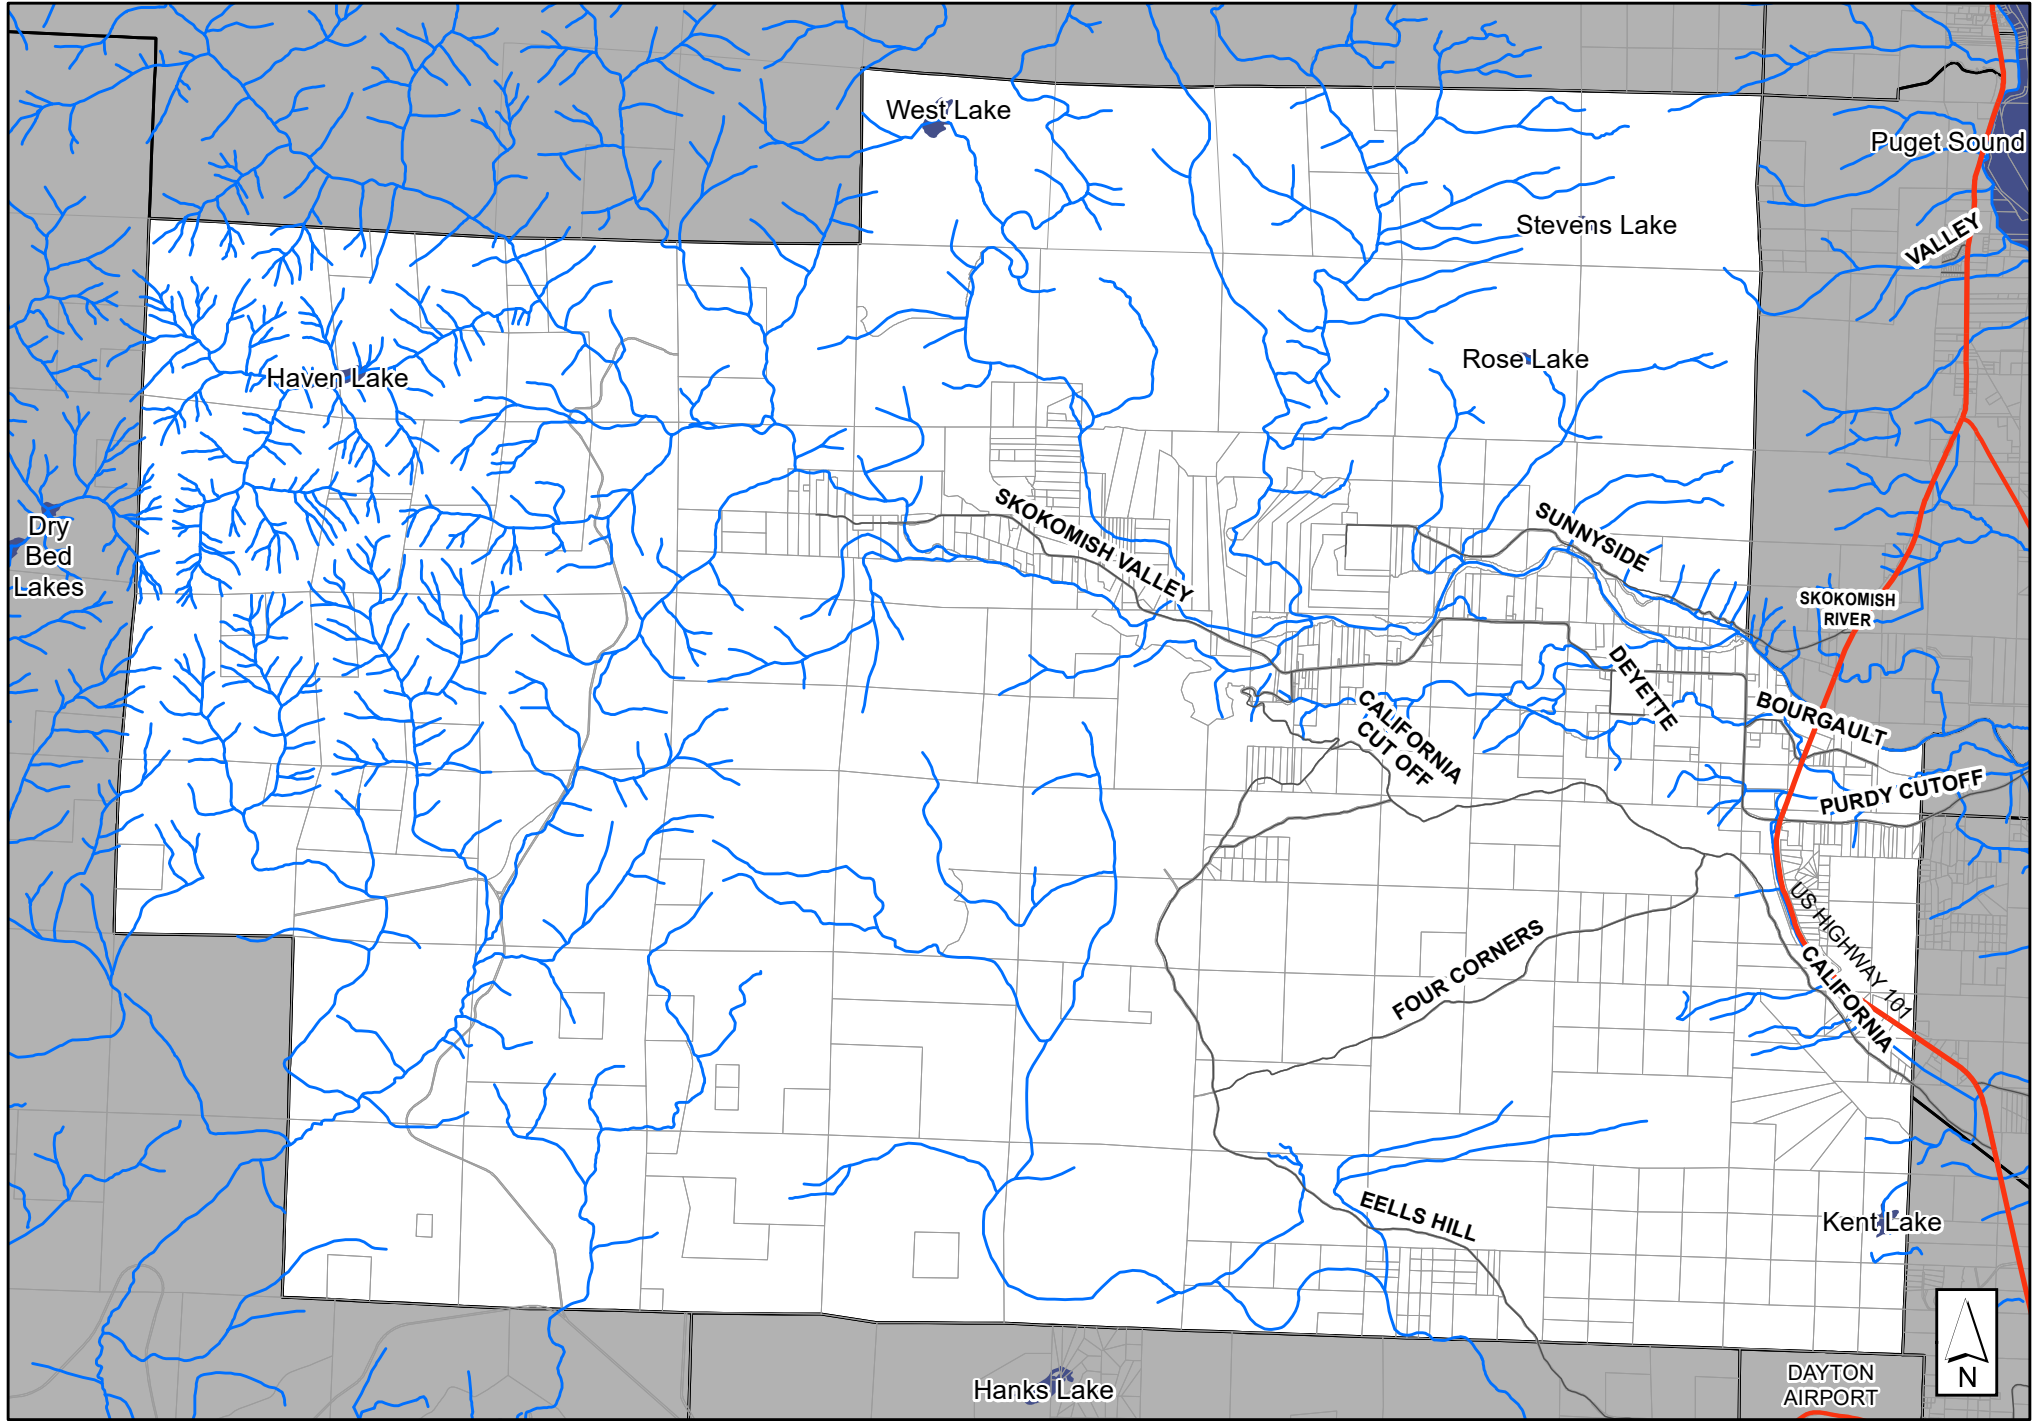 West Lake
Puget Sound
Stevens Lake
VALLEY
Rose Lake
Haven Lake
SKOKOMISH VALLEY
SUNNYSIDE
Dry
Bed
Lakes
SKOKOMISH
RIVER
DEYETTE
CALIFORNIA
CUT OFF
BOURGAULT
PURDY CUTOFF
US HIGHWAY 101
FOUR CORNERS
CALIFORNIA
EELLS HILL
Kent Lake
Hanks Lake
DAYTON
AIRPORT
N